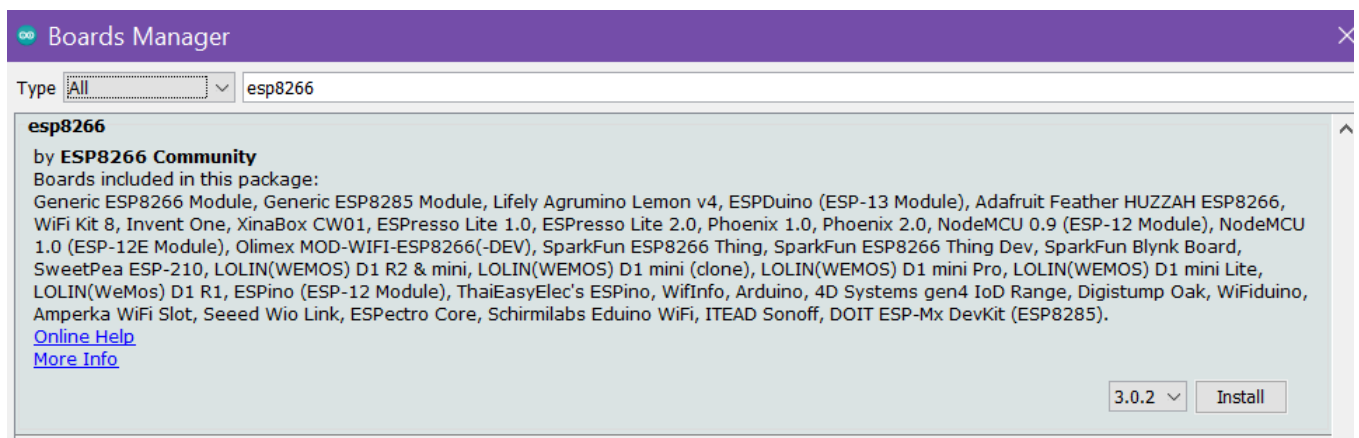 Boards Manager
Type All esp8266
esp8266
by ESP8266 Community
Boards included in this package:
Generic ESP8266 Module, Generic ESP8285 Module, Lifely Agrumino Lemon v4, ESPDuino (ESP-13 Module), Adafruit Feather HUZZAH ESP8266,
WiFi Kit 8, Invent One, XinaBox CW01, ESPresso Lite 1.0, ESPresso Lite 2.0, Phoenix 1.0, Phoenix 2.0, NodeMCU 0.9 (ESP-12 Module), NodeMCU
1.0 (ESP-12E Module), Olimex MOD-WIFI-ESP8266(-DEV), SparkFun ESP8266 Thing, SparkFun ESP8266 Thing Dev, SparkFun Blynk Board,
SweetPea ESP-210, LOLIN(WEMOS) D1 R2 & mini, LOLIN(WEMOS) D1 mini (clone), LOLIN(WEMOS) D1 mini Pro, LOLIN(WEMOS) D1 mini Lite,
LOLIN(WeMos) D1 R1, ESPino (ESP-12 Module), ThaiEasyElec's ESPino, WifInfo, Arduino, 4D Systems gen4 IoD Range, Digistump Oak, WiFiduino,
Amperka WiFi Slot, Seeed Wio Link, ESPectro Core, Schirmilabs Eduino WiFi, ITEAD Sonoff, DOIT ESP-Mx DevKit (ESP8285).
Online Help
More Info
3.0.2 Install